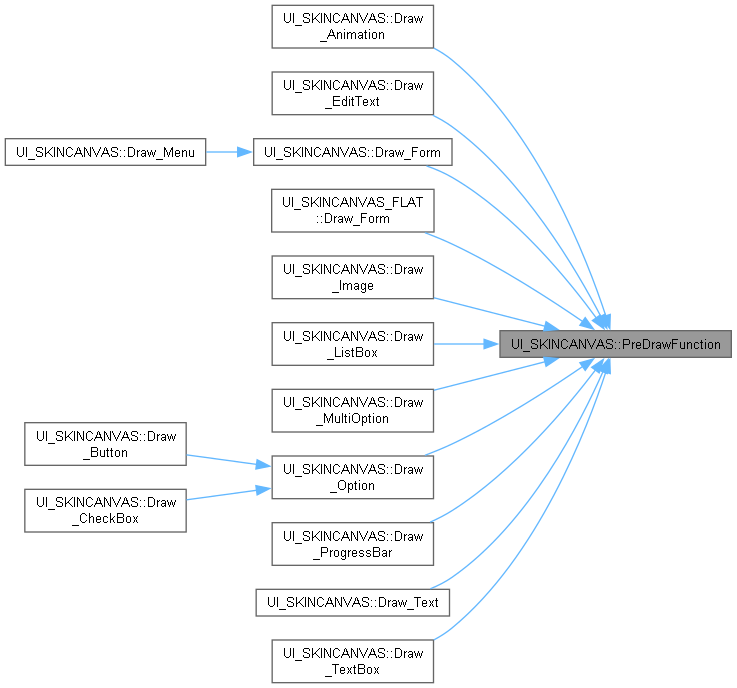 UI_SKINCANVAS::Draw
_Animation
UI_SKINCANVAS::Draw
_EditText
UI_SKINCANVAS::Draw_Menu
UI_SKINCANVAS::Draw_Form
UI_SKINCANVAS_FLAT
::Draw_Form
UI_SKINCANVAS::Draw
_Image
UI_SKINCANVAS::PreDrawFunction
UI_SKINCANVAS::Draw
_ListBox
UI_SKINCANVAS::Draw
_MultiOption
UI_SKINCANVAS::Draw
_Button
UI_SKINCANVAS::Draw
_Option
UI_SKINCANVAS::Draw
_CheckBox
UI_SKINCANVAS::Draw
_ProgressBar
UI_SKINCANVAS::Draw_Text
UI_SKINCANVAS::Draw
_TextBox